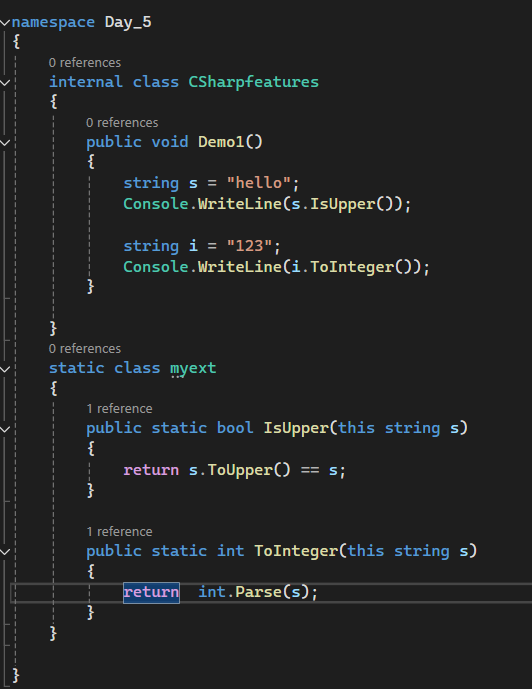 namespace Day_5
{
0 references
internal class CSharpfeatures
{
0 references
public void Demo1()
{
string s = "hello";
Console.WriteLine(s.IsUpper());
string i = "123";
Console.WriteLine(i.ToInteger());
}
}
0 references
static class myext
{
1 reference
public static bool IsUpper(this string s)
{
return s.ToUpper() == s;
}
1 reference
public static int ToInteger(this string s)
{
return  int.Parse(s);
}
}
}